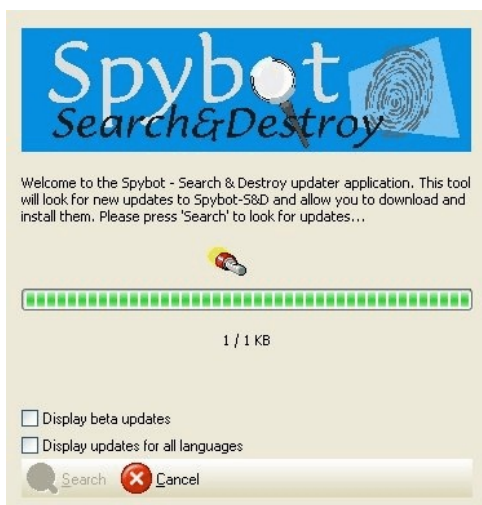 Spybot
Search&Destroy
Welcome to the Spybot - Search & Destroy updater application. This tool
will look for new updates to Spybot-S&D and allow you to download and
install them. Please press 'Search' to look for updates...
1 / 1 KB
Display beta updates
Display updates for all languages
Search Cancel